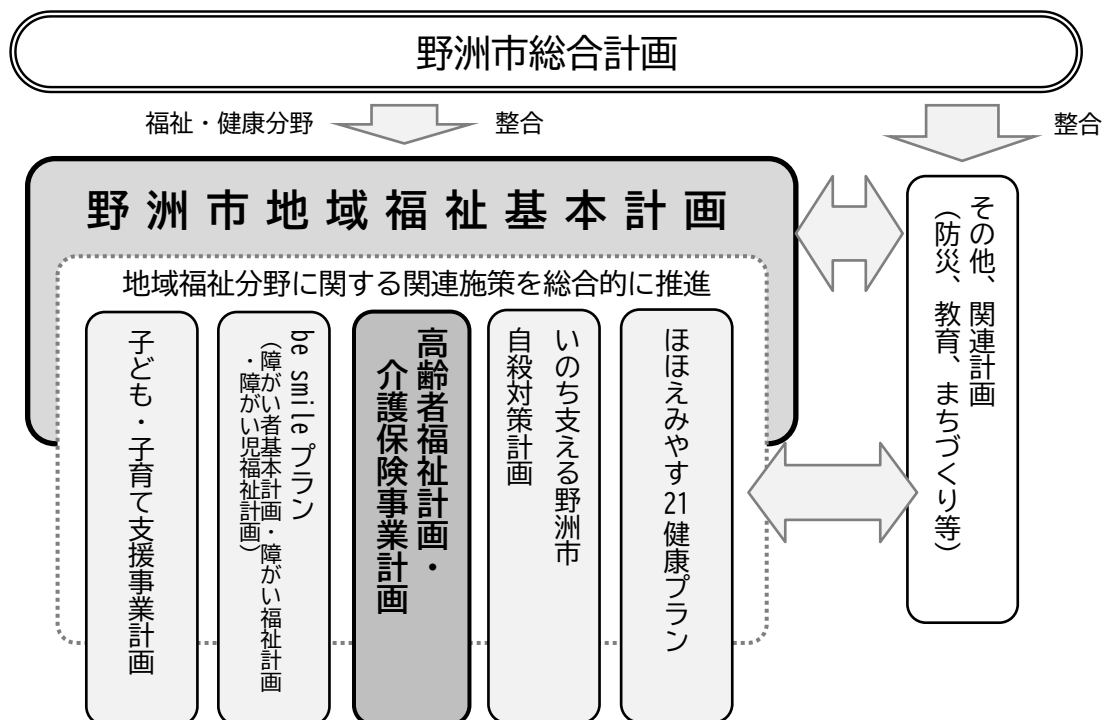 野洲市総合計画
福祉・健康分野
整合
整合
野洲市地域福祉基本計画
地域福祉分野に関する関連施策を総合的に推進
子ども・子育て支援事業計画
be smile プラン
（障がい者基本計画・障がい福祉計画
・障がい児福祉計画）
高齢者福祉計画・
介護保険事業計画
いのち支える野洲市
自殺対策計画
ほほえみやす21健康プラン
その他、関連計画
（防災、教育、まちづくり等）